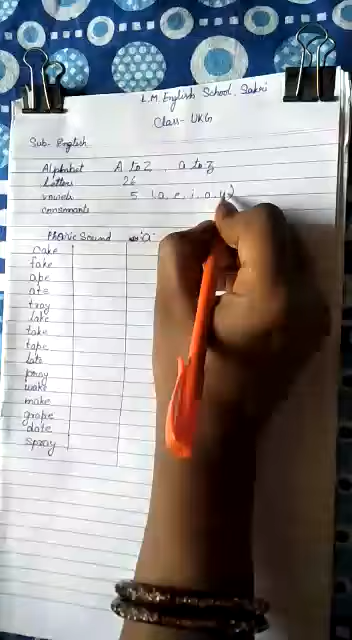 L.M. English School, Sakri
Class- UKG
Sub- English
Alphabet A to Z, a to z
Letters 26
vowels 5 (a, e, i, o, u)
consonants
Phonic Sound "a"
cake
fake
ape
ate
tray
lake
take
tape
late
pray
wake
make
grape
date
spray